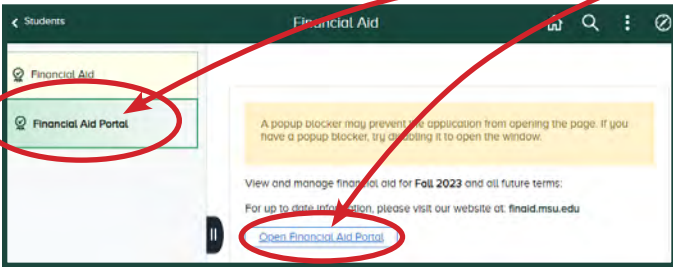 Students
Financial Aid
Financial Aid
Financial Aid Portal
A popup blocker may prevent the application from opening the page. If you
have a popup blocker, try disabling it to open the window.
View and manage financial aid for Fall 2023 and all future terms:
For up to date information, please visit our website at: finaid.msu.edu
Open Financial Aid Portal